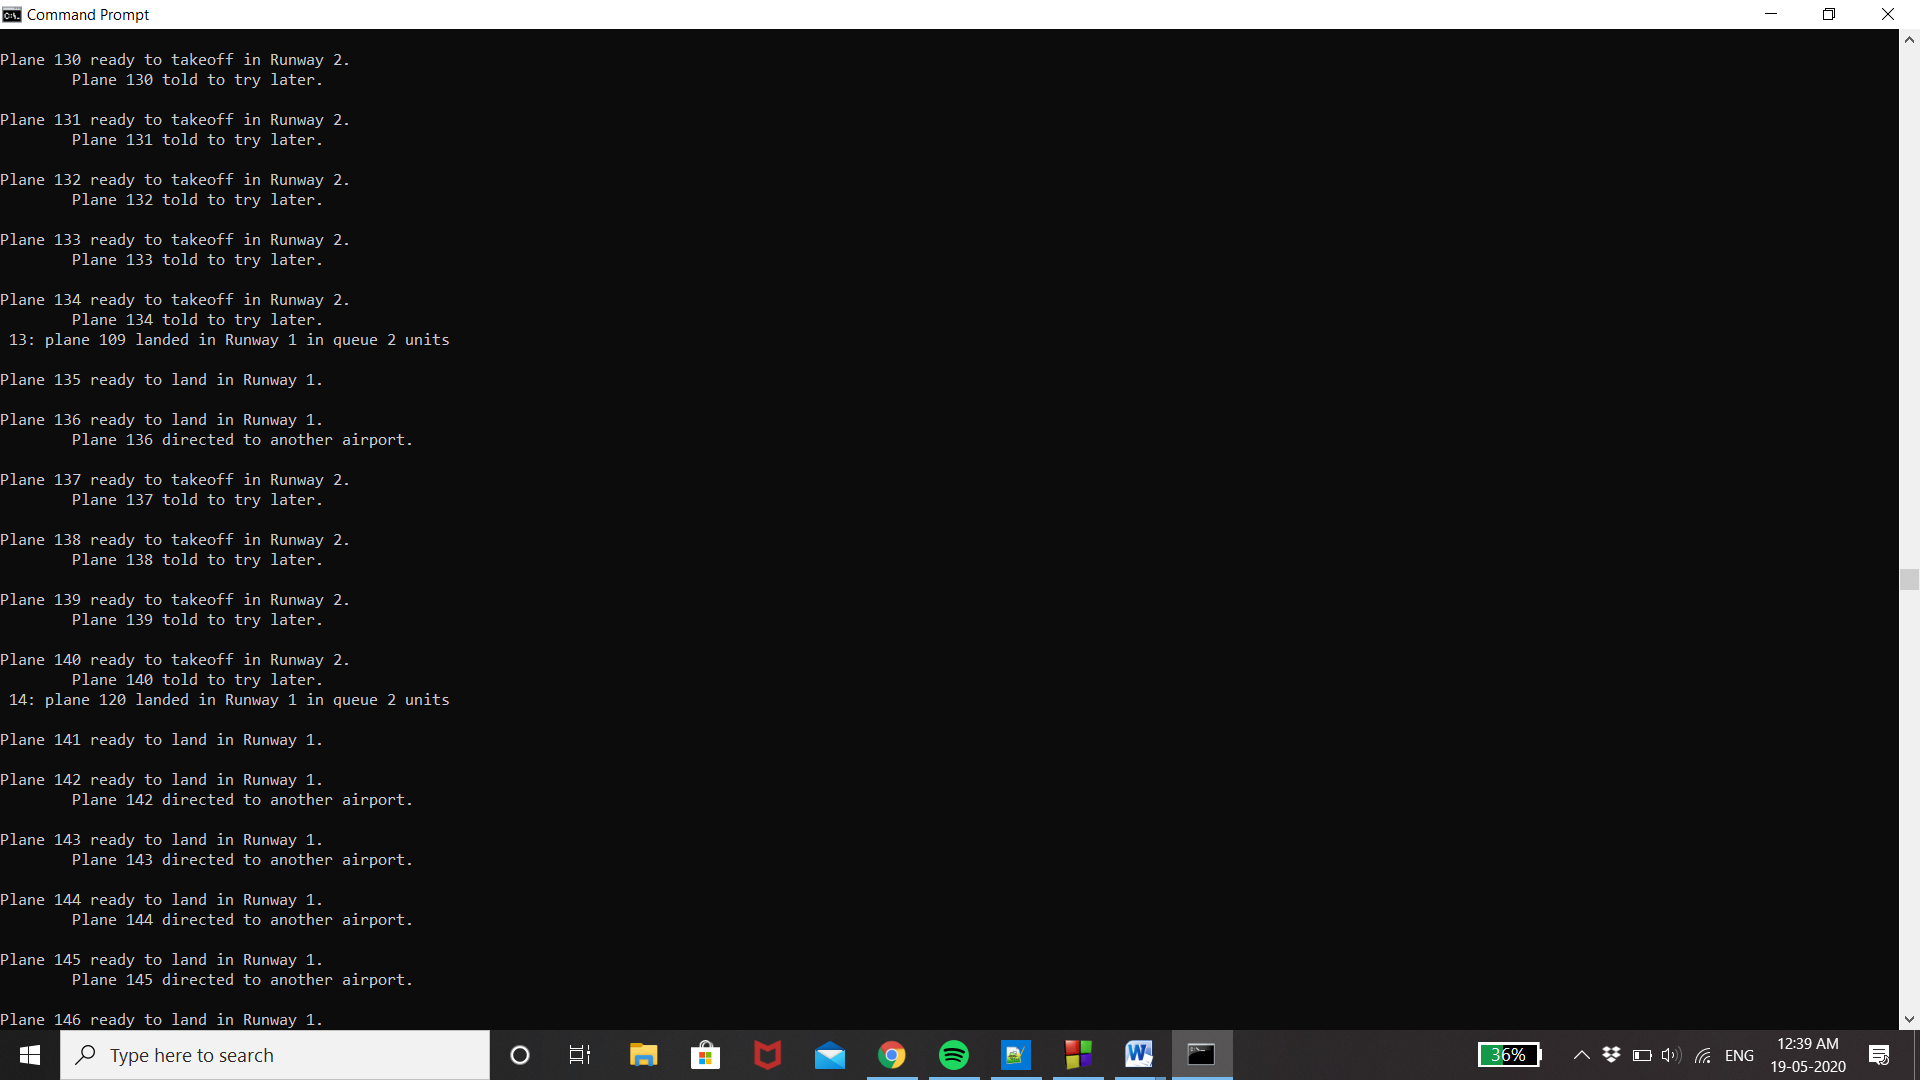 Command Prompt
Plane 130 ready to takeoff in Runway 2.
Plane 130 told to try later.
Plane 131 ready to takeoff in Runway 2.
Plane 131 told to try later.
Plane 132 ready to takeoff in Runway 2.
Plane 132 told to try later.
Plane 133 ready to takeoff in Runway 2.
Plane 133 told to try later.
Plane 134 ready to takeoff in Runway 2.
Plane 134 told to try later.
13: plane 109 landed in Runway 1 in queue 2 units
Plane 135 ready to land in Runway 1.
Plane 136 ready to land in Runway 1.
Plane 136 directed to another airport.
Plane 137 ready to takeoff in Runway 2.
Plane 137 told to try later.
Plane 138 ready to takeoff in Runway 2.
Plane 138 told to try later.
Plane 139 ready to takeoff in Runway 2.
Plane 139 told to try later.
Plane 140 ready to takeoff in Runway 2.
Plane 140 told to try later.
14: plane 120 landed in Runway 1 in queue 2 units
Plane 141 ready to land in Runway 1.
Plane 142 ready to land in Runway 1.
Plane 142 directed to another airport.
Plane 143 ready to land in Runway 1.
Plane 143 directed to another airport.
Plane 144 ready to land in Runway 1.
Plane 144 directed to another airport.
Plane 145 ready to land in Runway 1.
Plane 145 directed to another airport.
Plane 146 ready to land in Runway 1.
Type here to search
36%
ENG
12:39 AM
19-05-2020